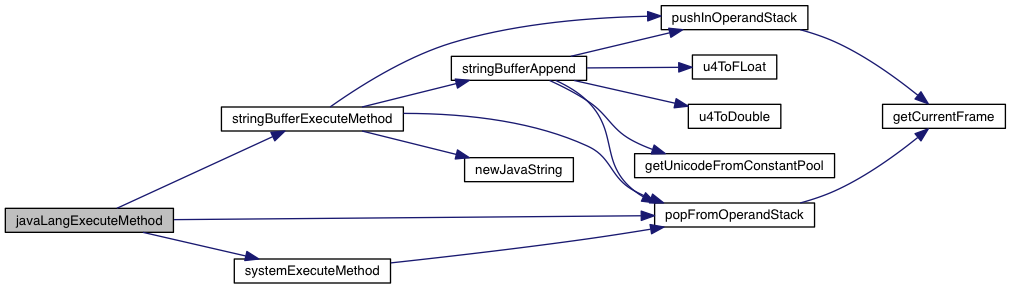 pushInOperandStack
stringBufferAppend
u4ToFLoat
stringBufferExecuteMethod
u4ToDouble
getCurrentFrame
newJavaString
getUnicodeFromConstantPool
javaLangExecuteMethod
popFromOperandStack
systemExecuteMethod